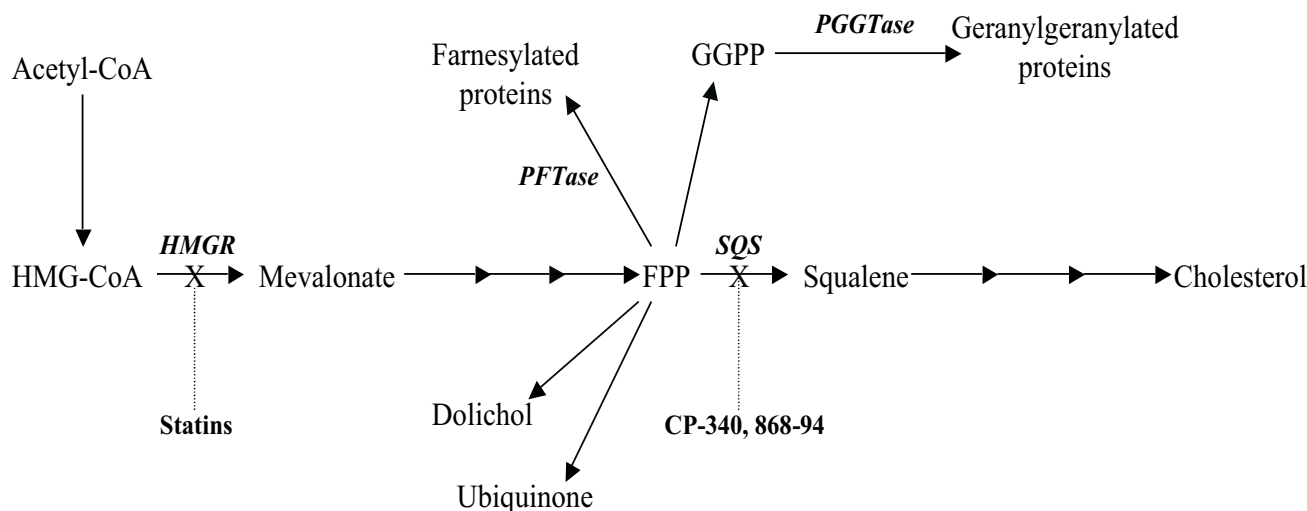 PGGTase
Geranylgeranylated
proteins
Farnesylated
proteins
GGPP
Acetyl-CoA
PFTase
HMGR
SQS
HMG-CoA
X
Mevalonate
FPP
X
Squalene
Cholesterol
Dolichol
Statins
CP-340, 868-94
Ubiquinone